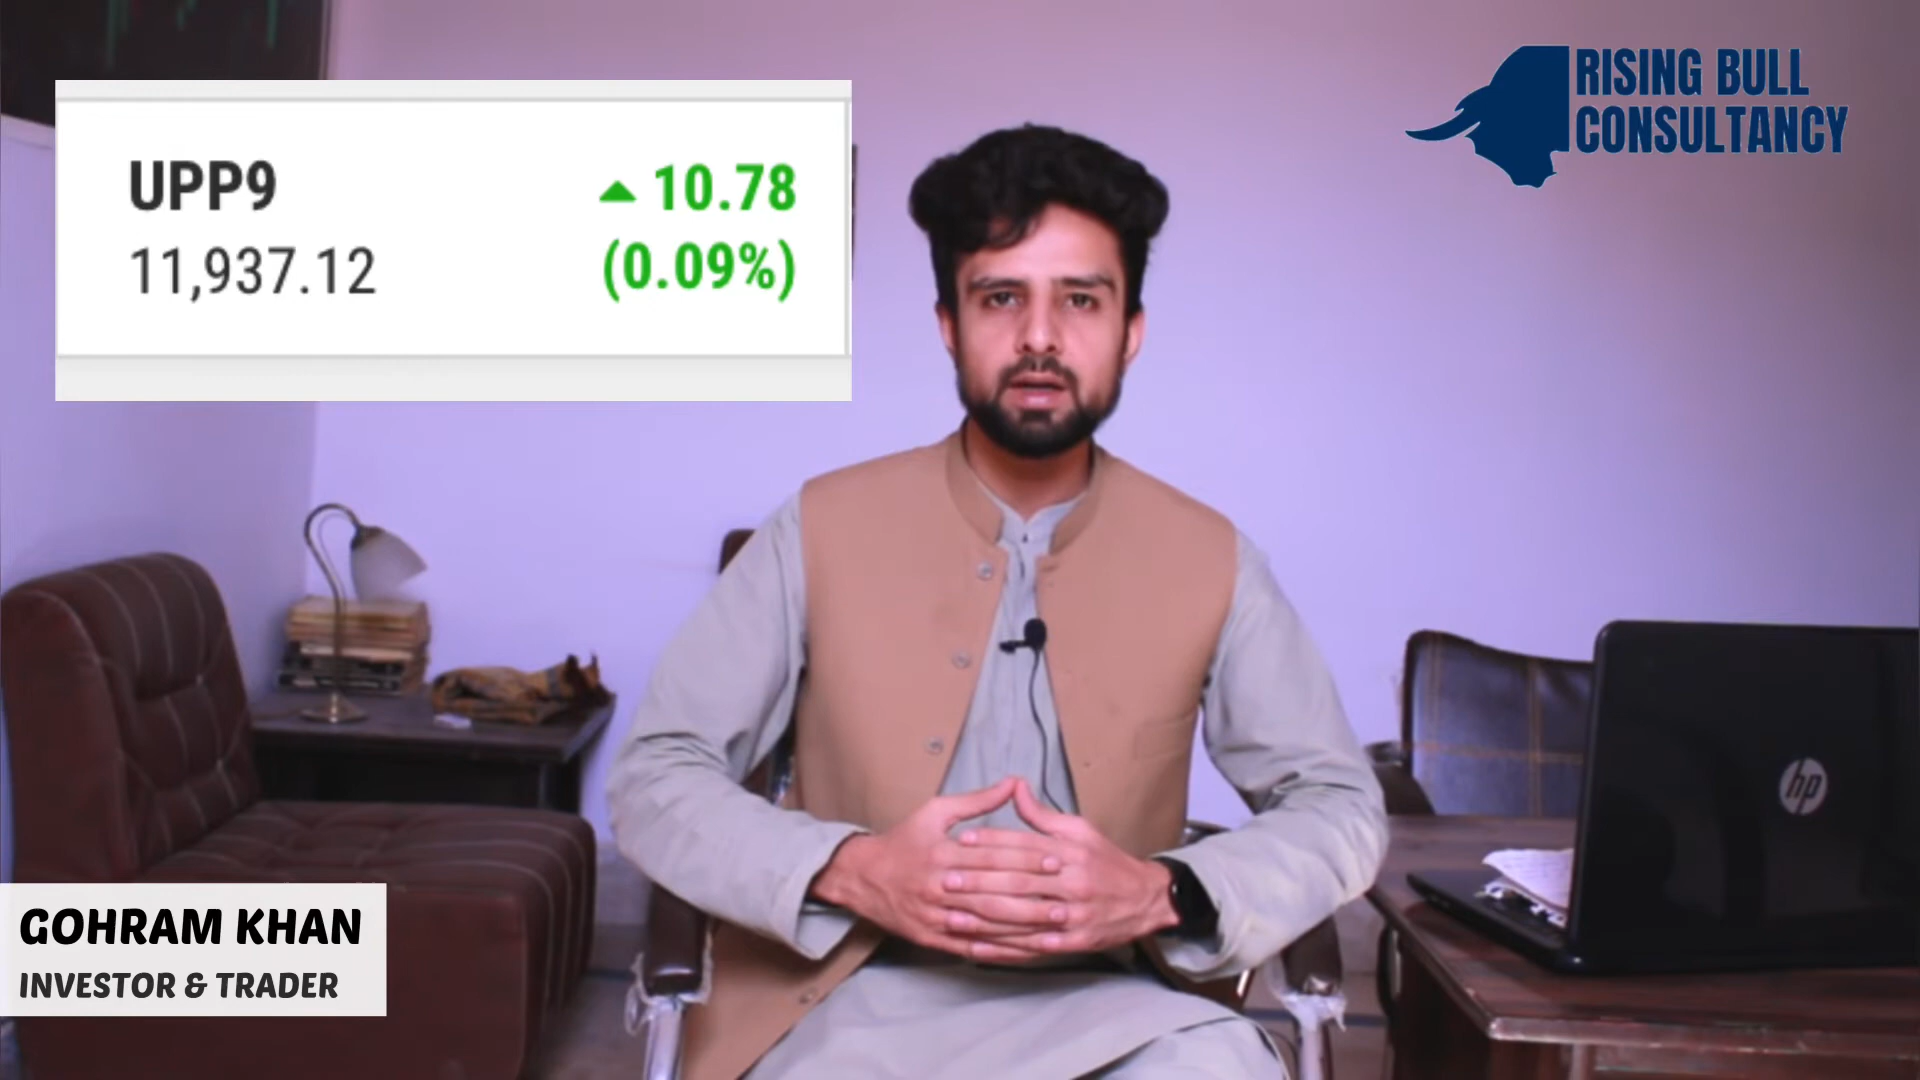 UPP9
▲ 10.78
11,937.12
(0.09%)
RISING BULL
CONSULTANCY
hp
GOHRAM KHAN
INVESTOR & TRADER